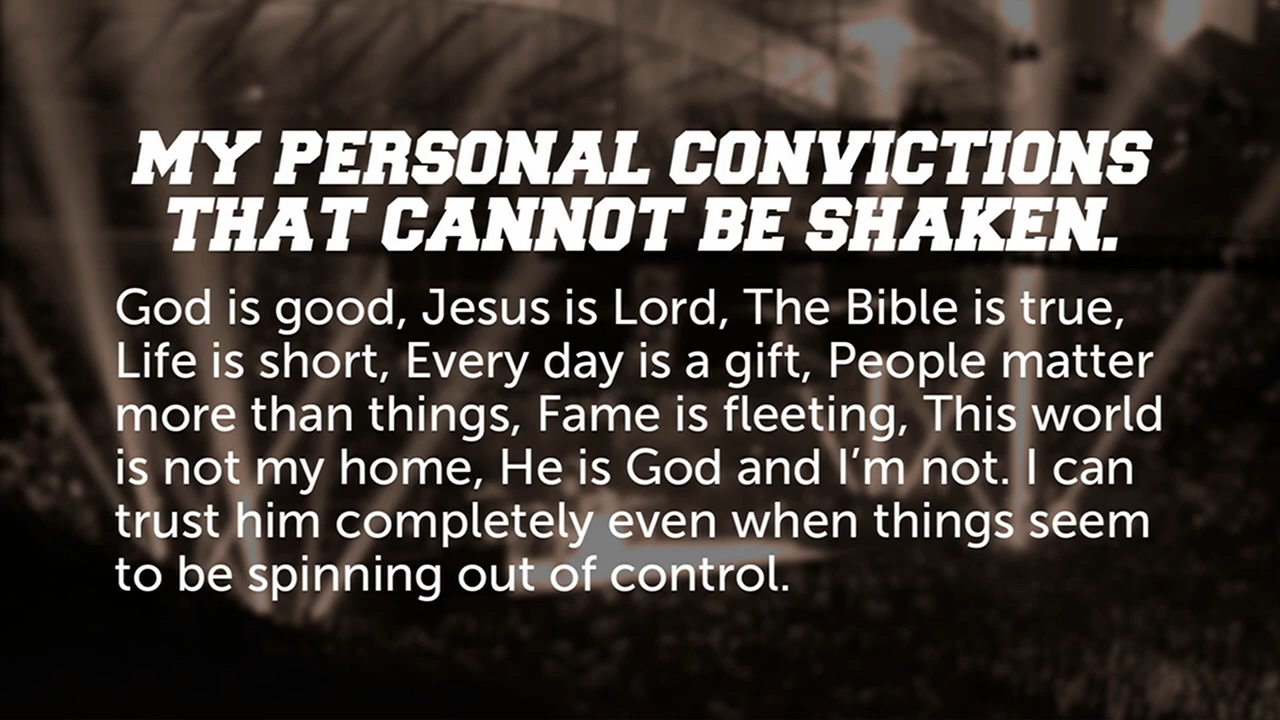 MY PERSONAL CONVICTIONS
THAT CANNOT BE SHAKEN.
God is good, Jesus is Lord, The Bible is true,
Life is short, Every day is a gift, People matter
more than things, Fame is fleeting, This world
is not my home, He is God and I’m not. I can
trust him completely even when things seem
to be spinning out of control.